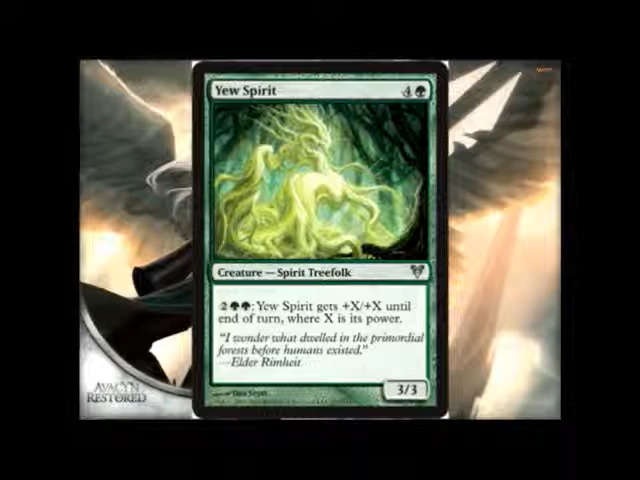 Yew Spirit 4
Creature — Spirit Treefolk
2: Yew Spirit gets +X/+X until
end of turn, where X is its power.
"I wonder what dwelled in the primordial
forests before humans existed."
—Elder Rimheit
3/3
AVACYN
RESTORED